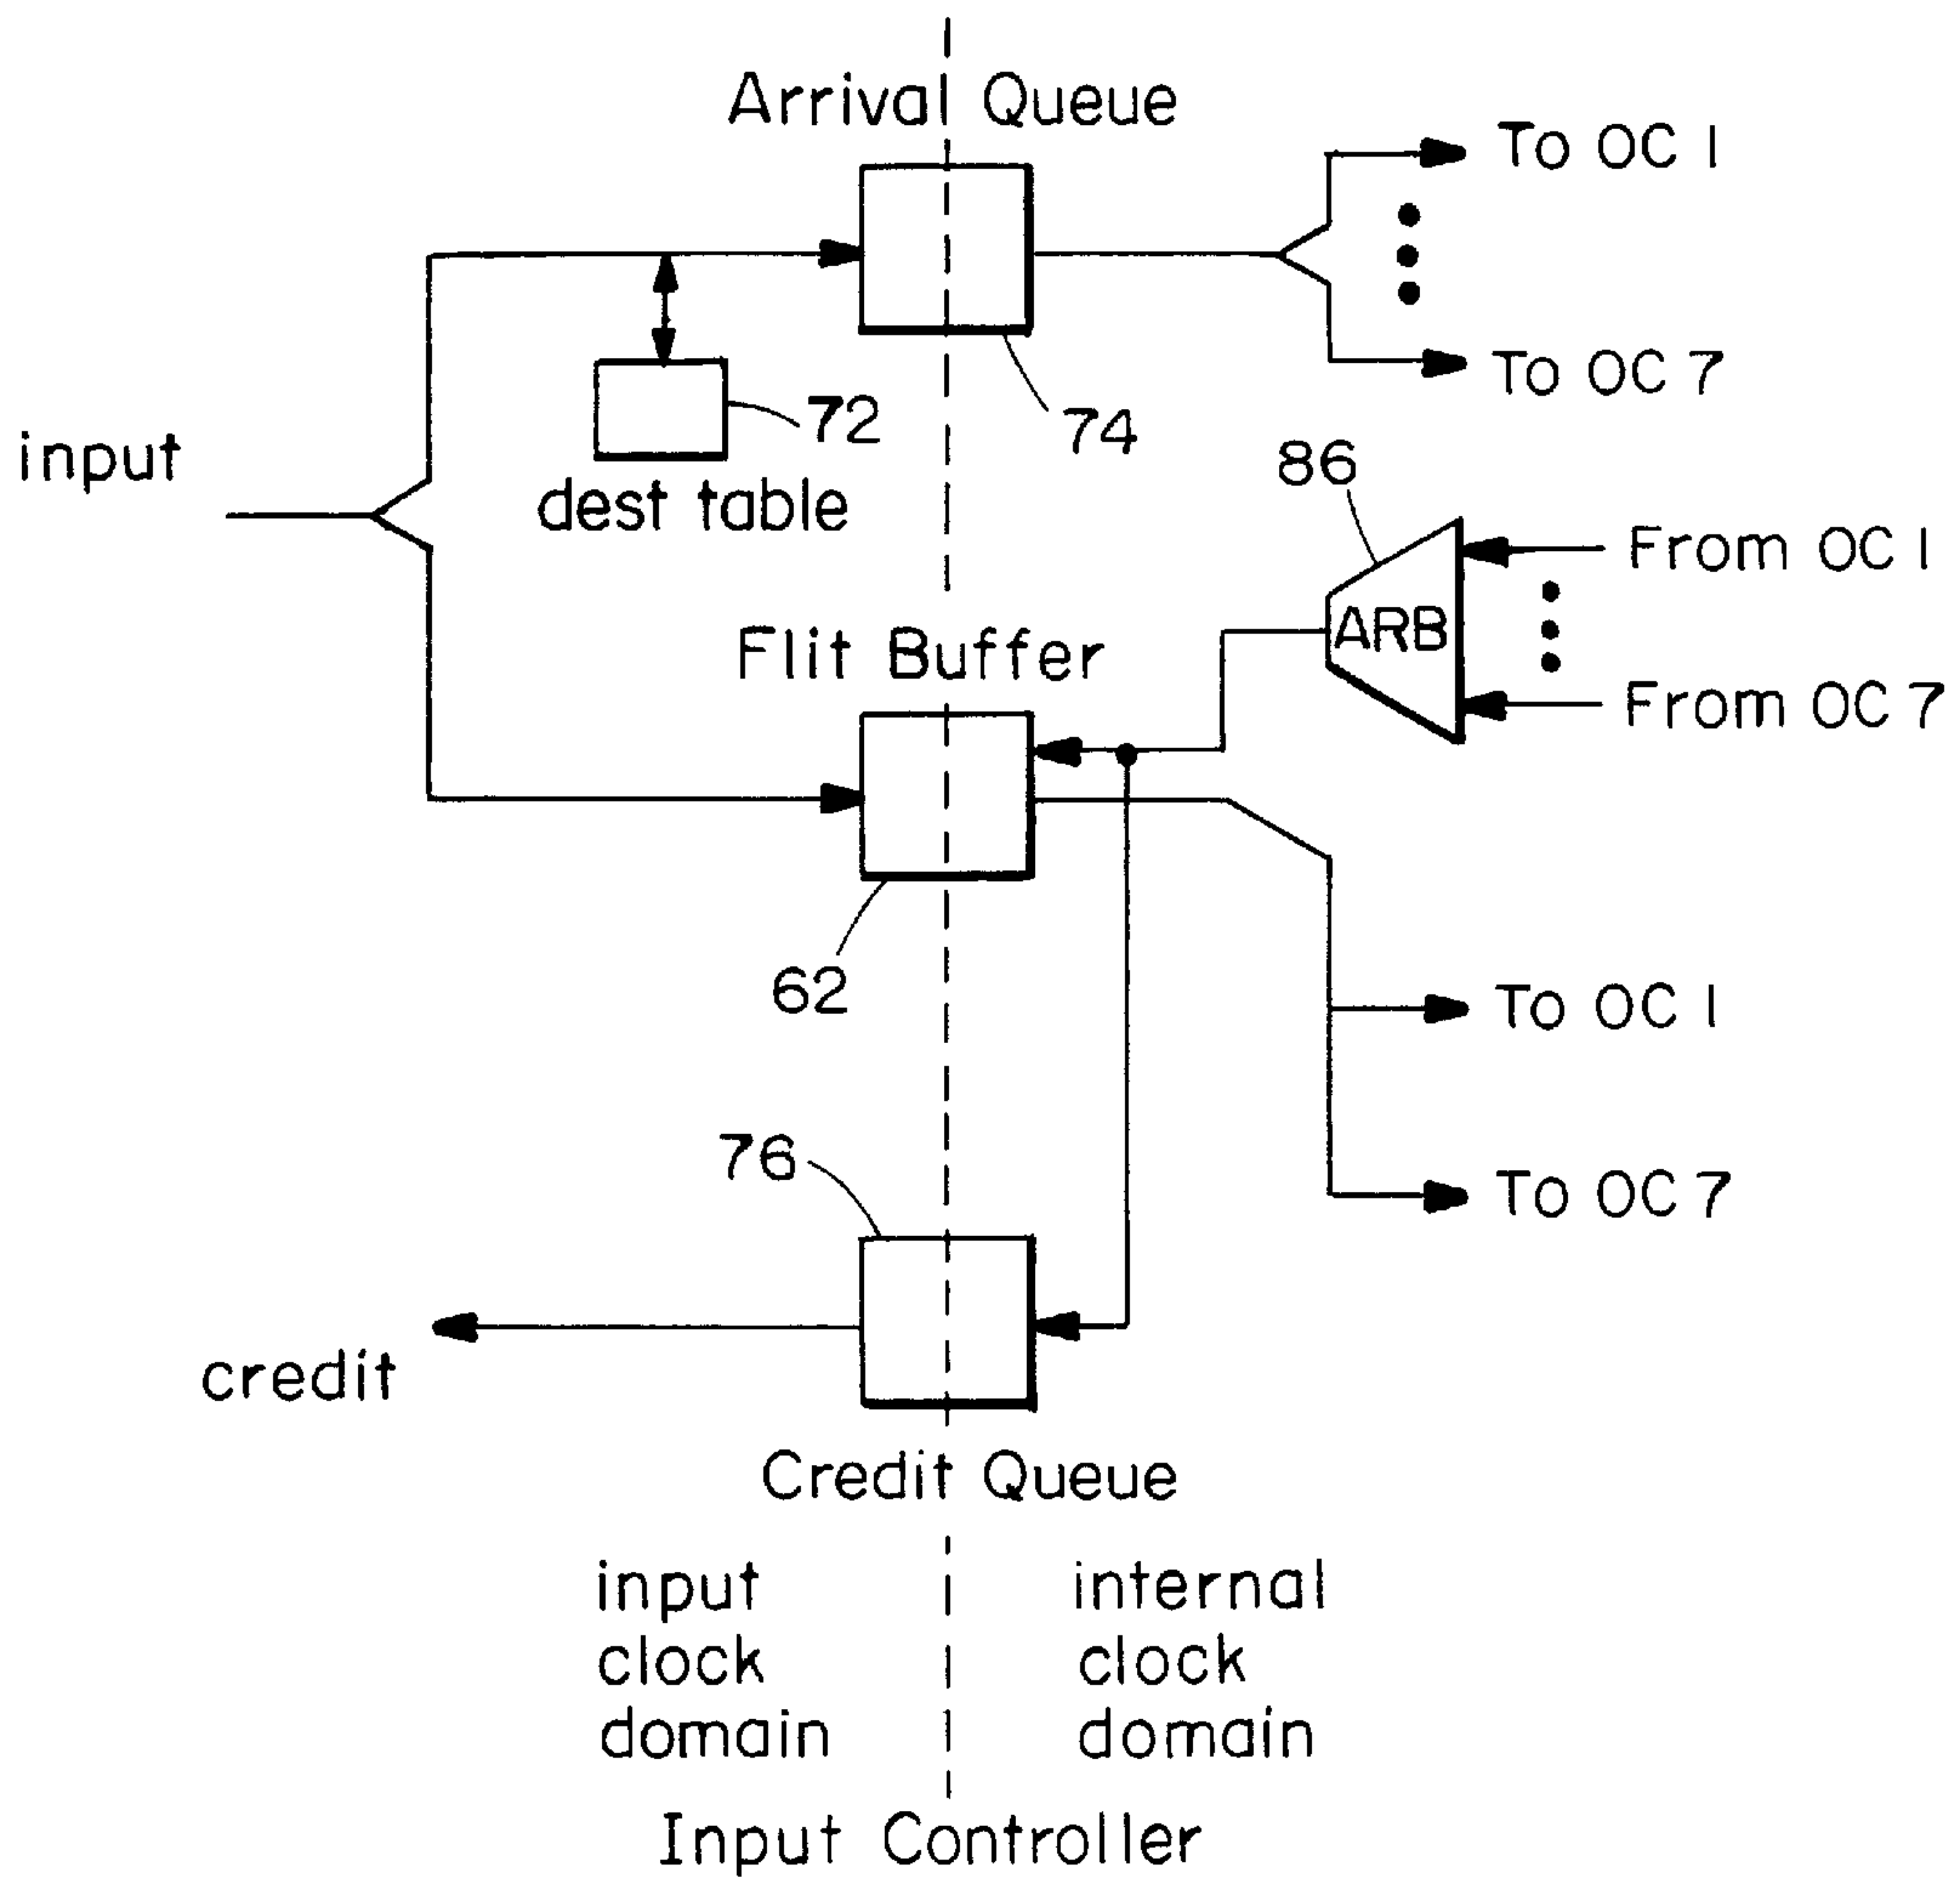 Arrival Queue
To OC 1
To OC 7
72
74
input
dest table
86
From OC 1
ARB
From OC 7
Flit Buffer
62
To OC 1
76
To OC 7
credit
Credit Queue
input
clock
domain
internal
clock
domain
Input Controller